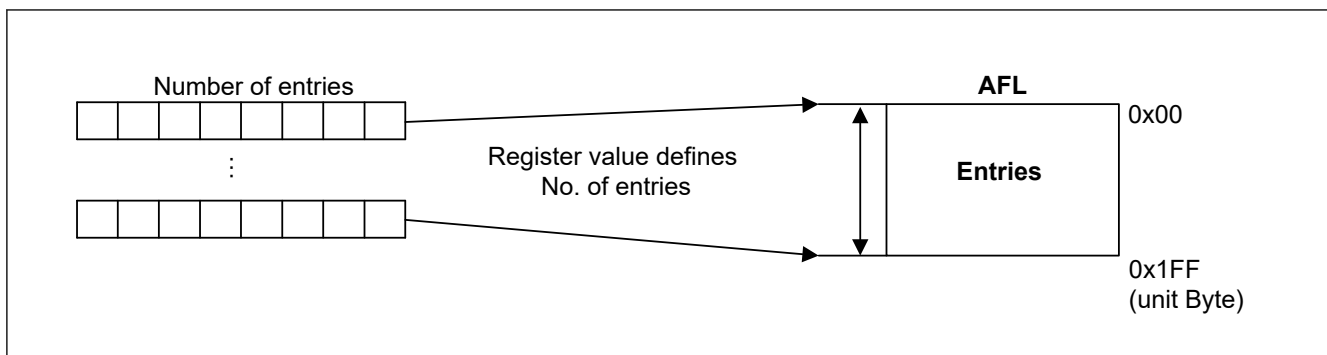 Number of entries
⋮
Register value defines
No. of entries
AFL
Entries
0x00
0x1FF
(unit Byte)